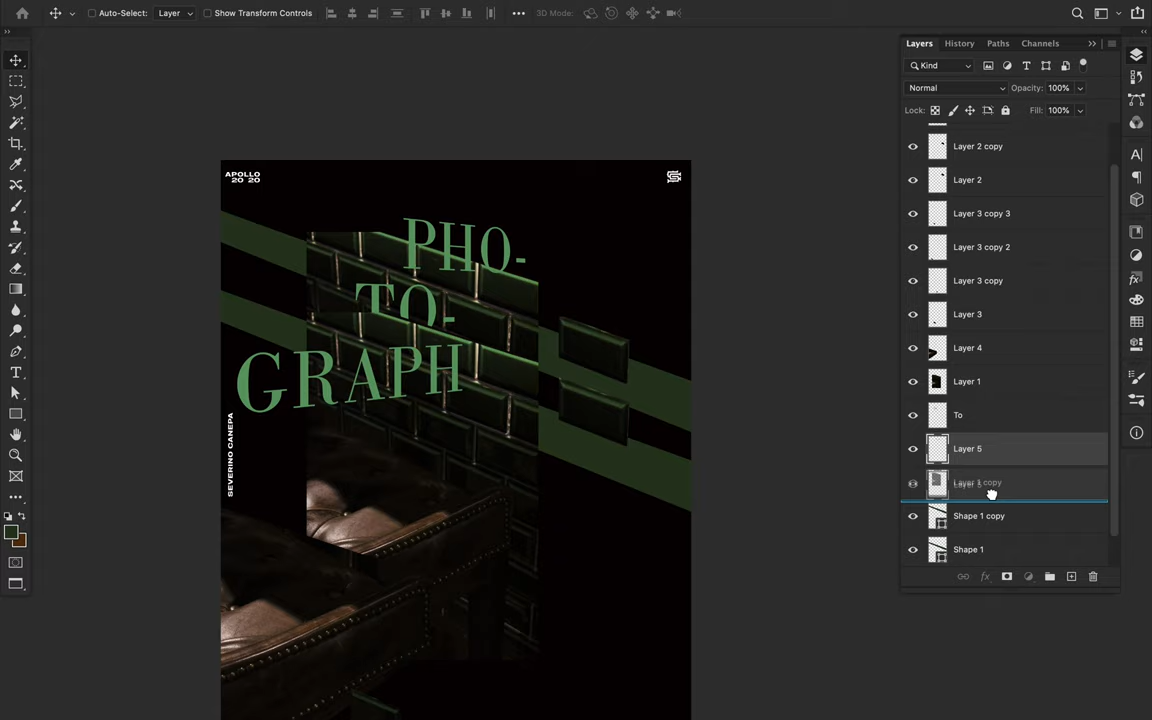 Auto-Select: Layer Show Transform Controls 3D Mode:
Layers History Paths Channels
Kind
Normal Opacity: 100%
Lock: Fill: 100%
Layer 2 copy
Layer 2
Layer 3 copy 3
Layer 3 copy 2
Layer 3 copy
Layer 3
Layer 4
Layer 1
To
Layer 5
Layer 1 copy
Shape 1 copy
Shape 1
APOLLO
20 20
PHO-
TO-
GRAPH
SEVERINO CANEPA